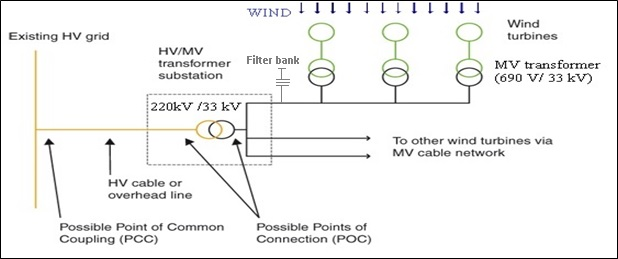 WIND
Wind
turbines
Existing HV grid
HV/MV
transformer
substation
Filter bank
MV transformer
(690 V/ 33 kV)
220kV /33 kV
To other wind turbines via
MV cable network
HV cable or
overhead line
Possible Point of Common
Coupling (PCC)
Possible Points of
Connection (POC)